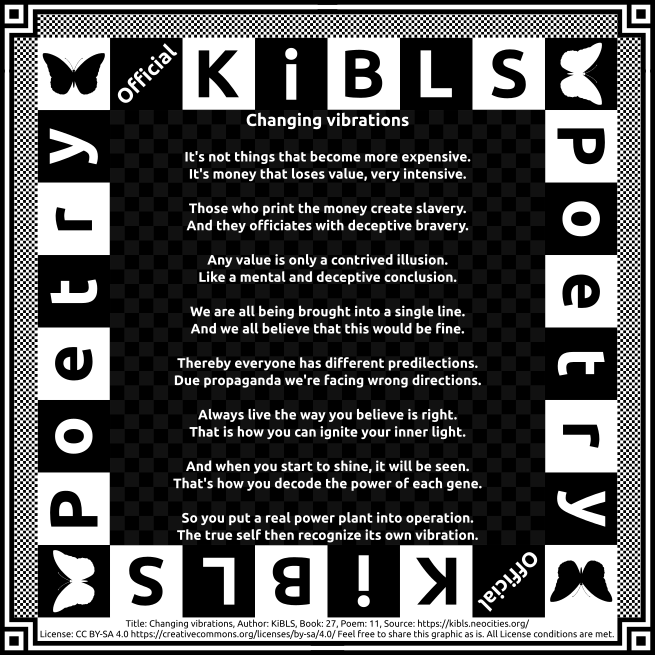 Official
KiBLS
Poetry
Poetry
Changing vibrations
It's not things that become more expensive.
It's money that loses value, very intensive.
Those who print the money create slavery.
And they officiates with deceptive bravery.
Any value is only a contrived illusion.
Like a mental and deceptive conclusion.
We are all being brought into a single line.
And we all believe that this would be fine.
Thereby everyone has different predilections.
Due propaganda we're facing wrong directions.
Always live the way you believe is right.
That is how you can ignite your inner light.
And when you start to shine, it will be seen.
That's how you decode the power of each gene.
So you put a real power plant into operation.
The true self then recognize its own vibration.
KiBLS
Official
Title: Changing vibrations, Author: KiBLS, Book: 27, Poem: 11, Source: https://kibls.neocities.org/
License: CC BY-SA 4.0 https://creativecommons.org/licenses/by-sa/4.0/ Feel free to share this graphic as is. All License conditions are met.